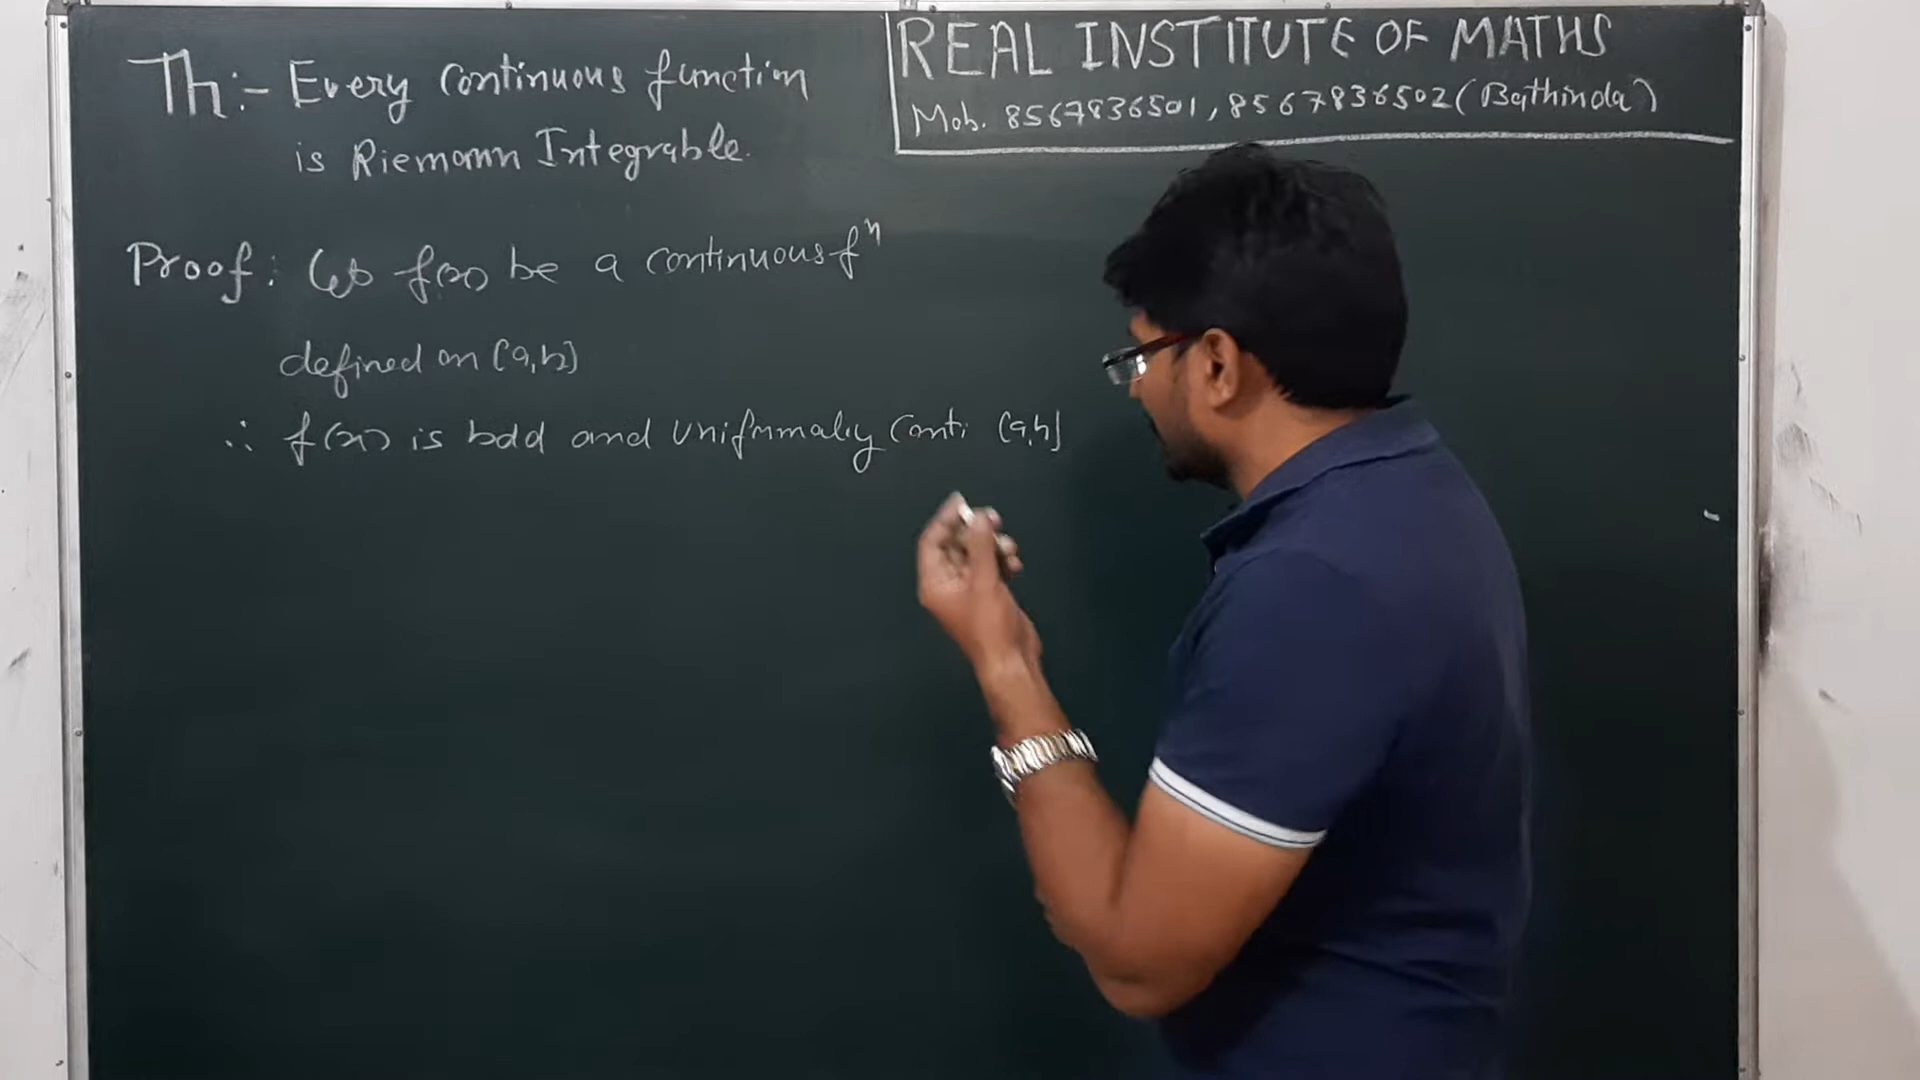 Th:- Every continuous function
is Riemann Integrable.
REAL INSTITUTE OF MATHS
Mob. 8567836501, 8567836502 (Bathinda)
Proof: Let f(x) be a continuous fⁿ
defined on [a,b]
∴ f(x) is bdd and uniformaly conti [a,b]